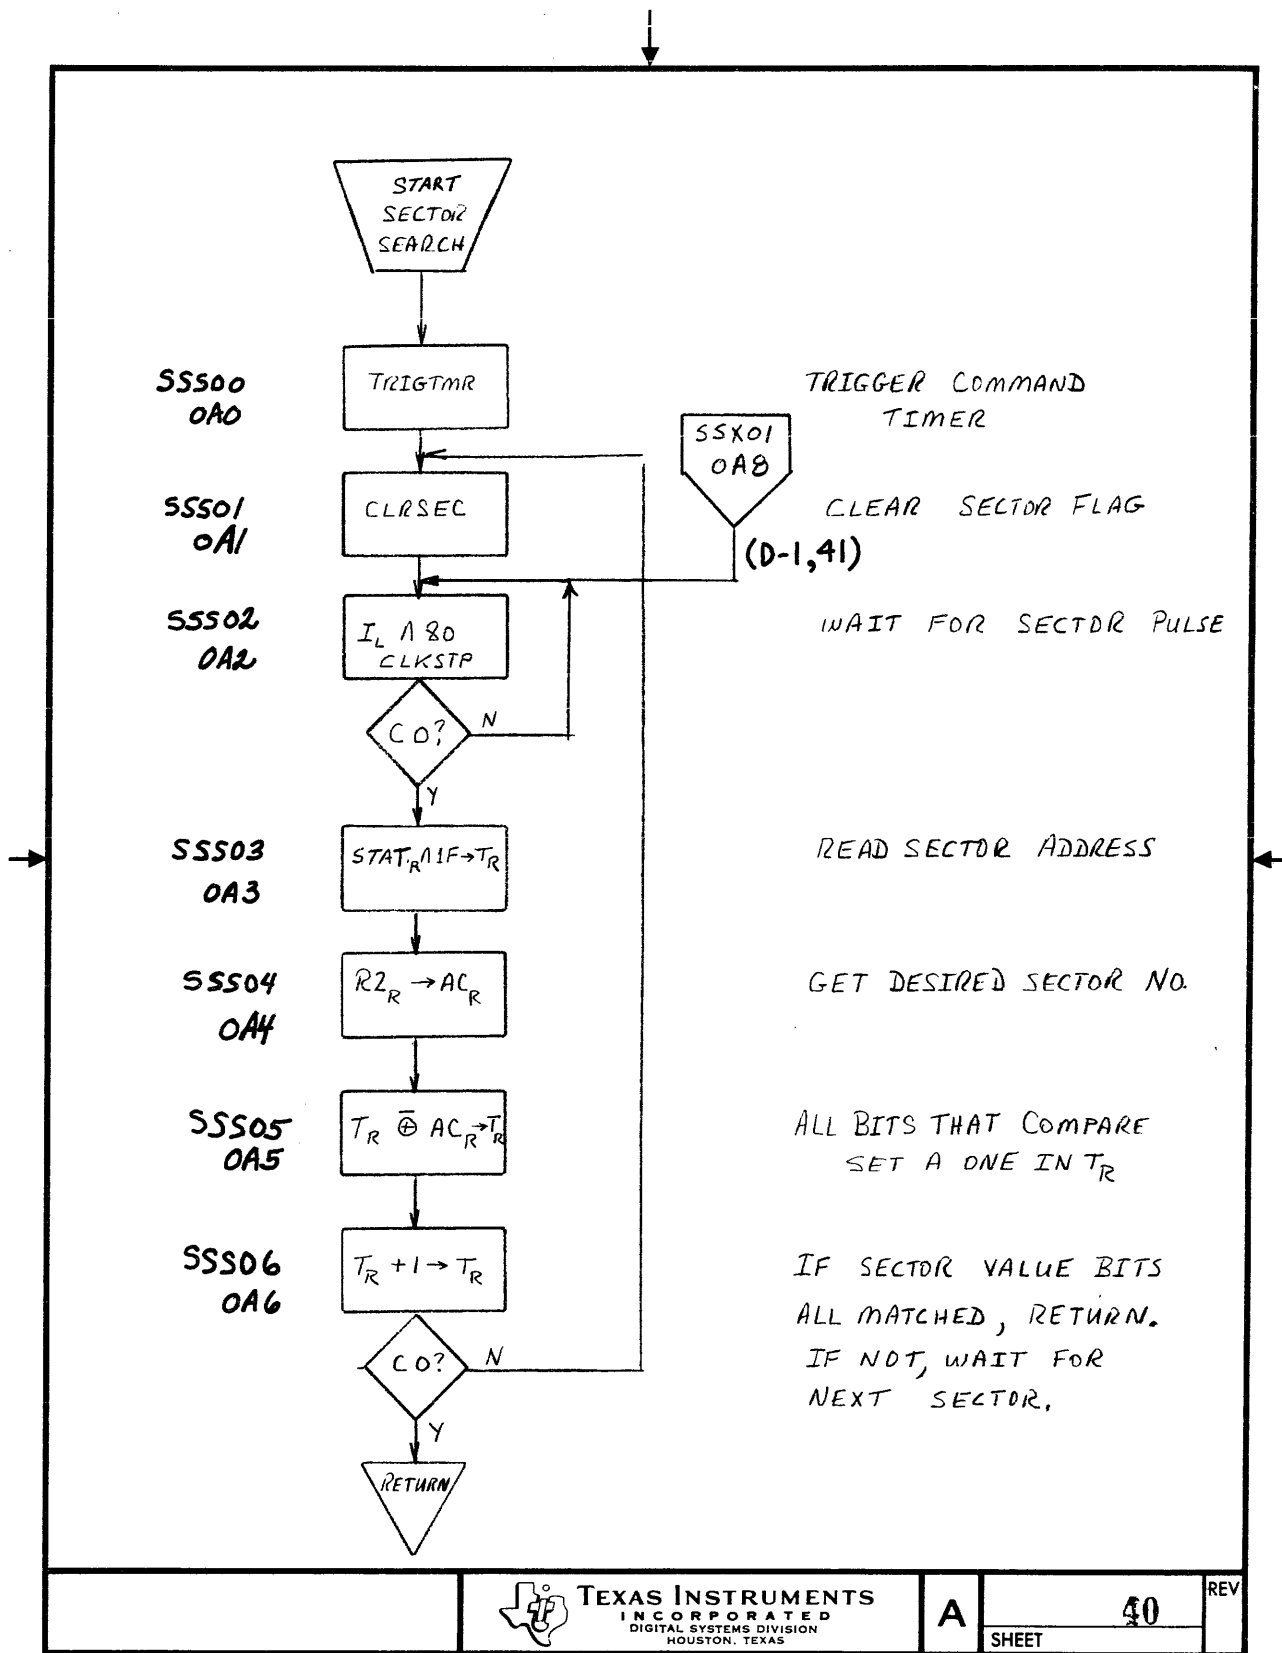 START
SECTOR
SEARCH
SSS00
0A0
TRIGTMR
TRIGGER COMMAND
TIMER
SSX01
0A8
SSS01
0A1
CLRSEC
CLEAR SECTOR FLAG
(D-1,41)
SSS02
0A2
I_L ∧ 80
CLKSTP
WAIT FOR SECTOR PULSE
CO?
N
Y
SSS03
0A3
STAT_R∧1F→T_R
READ SECTOR ADDRESS
SSS04
0A4
R2_R → AC_R
GET DESIRED SECTOR NO.
SSS05
0A5
T_R ⊕̅ AC_R→T_R
ALL BITS THAT COMPARE
SET A ONE IN T_R
SSS06
0A6
T_R +1→ T_R
IF SECTOR VALUE BITS
ALL MATCHED, RETURN.
IF NOT, WAIT FOR
NEXT SECTOR.
CO?
N
Y
RETURN
TEXAS INSTRUMENTS
INCORPORATED
DIGITAL SYSTEMS DIVISION
HOUSTON, TEXAS
A
40
SHEET
REV